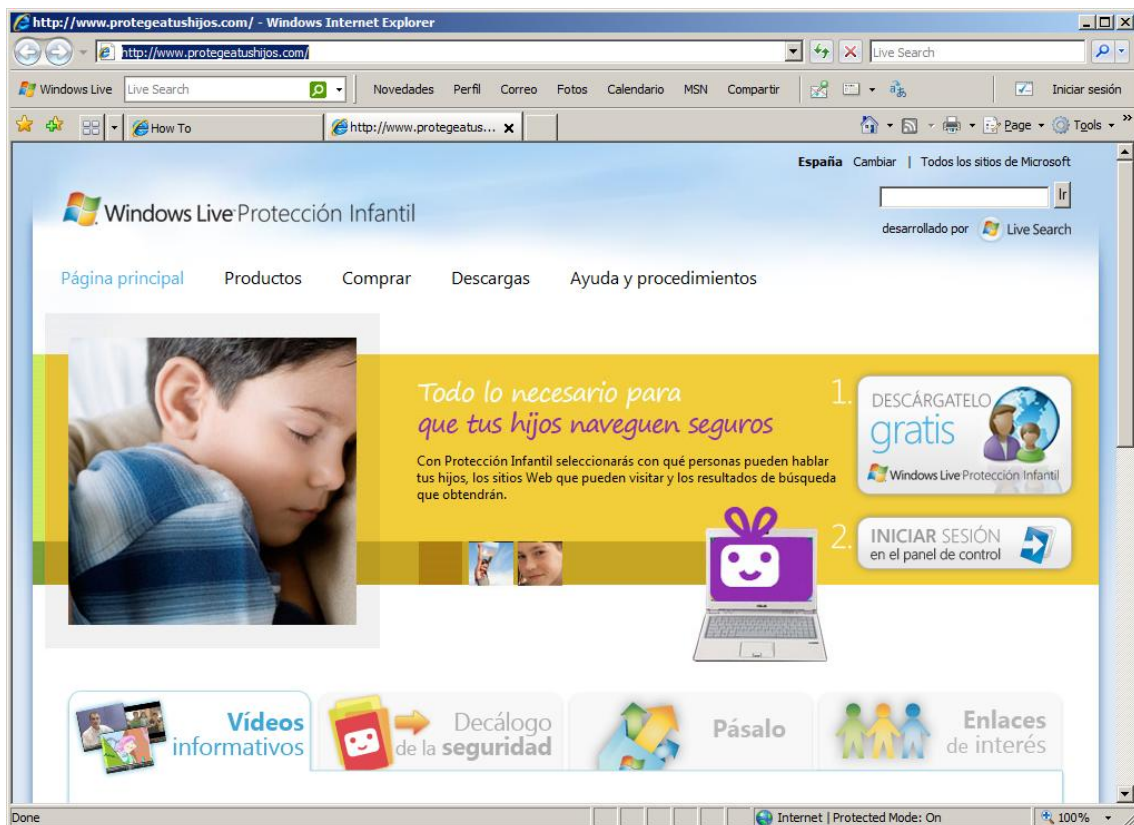 http://www.protegeatushijos.com/ - Windows Internet Explorer
http://www.protegeatushijos.com/
Live Search
Windows Live
Live Search
Novedades Perfil Correo Fotos Calendario MSN Compartir
Iniciar sesión
How To
http://www.protegeatus...
Page
Tools
España Cambiar | Todos los sitios de Microsoft
Ir
Windows Live Protección Infantil
desarrollado por Live Search
Página principal Productos Comprar Descargas Ayuda y procedimientos
Todo lo necesario para
que tus hijos naveguen seguros
Con Protección Infantil seleccionarás con qué personas pueden hablar
tus hijos, los sitios Web que pueden visitar y los resultados de búsqueda
que obtendrán.
1.
DESCÁRGATELO
gratis
Windows Live Protección Infantil
2.
INICIAR SESIÓN
en el panel de control
Vídeos
informativos
Decálogo
de la seguridad
Pásalo
Enlaces
de interés
Done
Internet | Protected Mode: On
100%